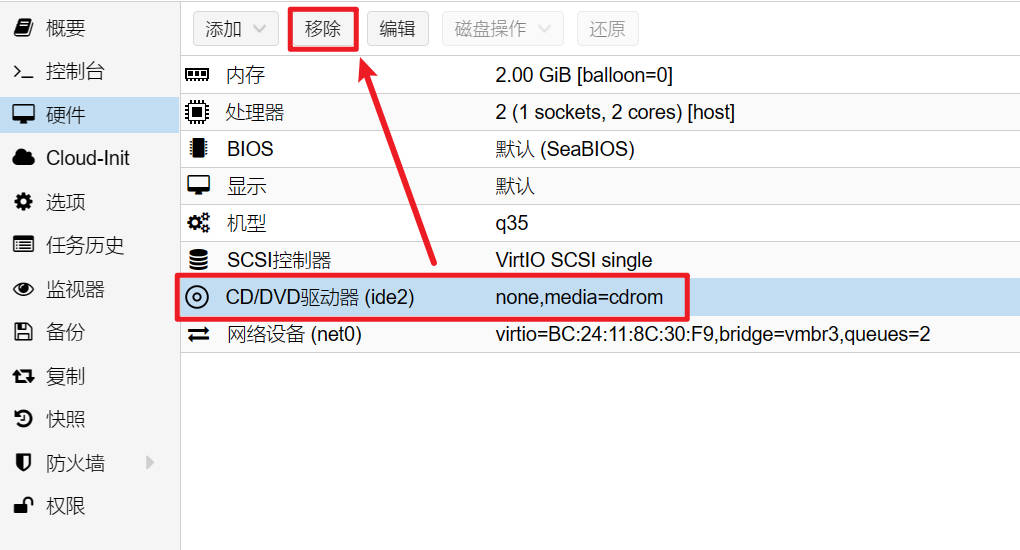 概要
控制台
硬件
Cloud-Init
选项
任务历史
监视器
备份
复制
快照
防火墙
权限
添加 移除 编辑 磁盘操作 还原
内存 2.00 GiB [balloon=0]
处理器 2 (1 sockets, 2 cores) [host]
BIOS 默认 (SeaBIOS)
显示 默认
机型 q35
SCSI控制器 VirtIO SCSI single
CD/DVD驱动器 (ide2) none,media=cdrom
网络设备 (net0) virtio=BC:24:11:8C:30:F9,bridge=vmbr3,queues=2